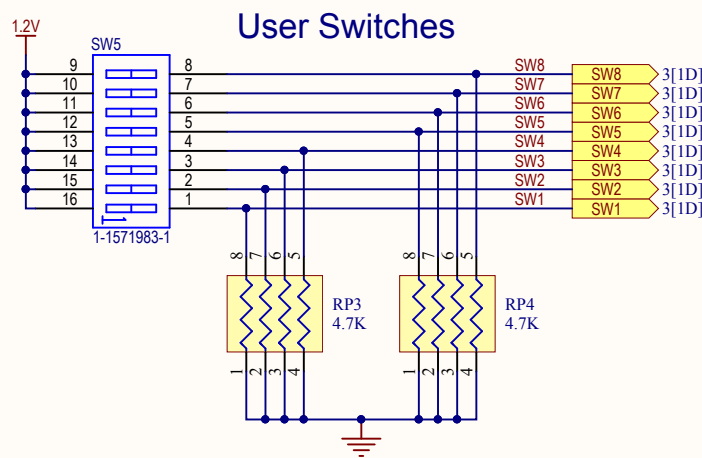 User Switches
1.2V
SW5
9 8 SW8 SW8 3[1D]
10 7 SW7 SW7 3[1D]
11 6 SW6 SW6 3[1D]
12 5 SW5 SW5 3[1D]
13 4 SW4 SW4 3[1D]
14 3 SW3 SW3 3[1D]
15 2 SW2 SW2 3[1D]
16 1 SW1 SW1 3[1D]
1-1571983-1
8 7 6 5 8 7 6 5
RP3 RP4
4.7K 4.7K
1 2 3 4 1 2 3 4